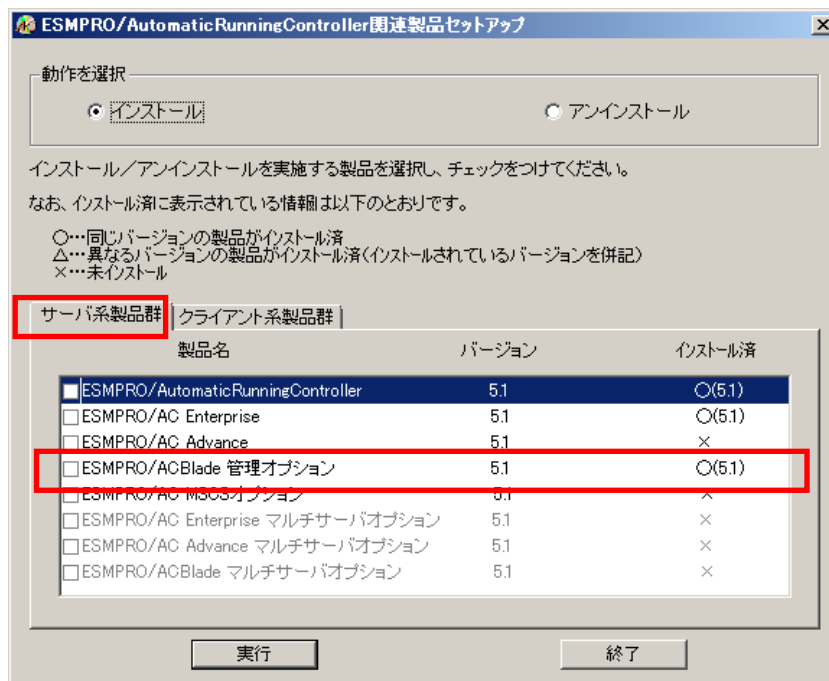 ESMPRO/AutomaticRunningController関連製品セットアップ
動作を選択
インストール アンインストール
インストール／アンインストールを実施する製品を選択し、チェックをつけてください。
なお、インストール済に表示されている情報は以下のとおりです。
○…同じバージョンの製品がインストール済
△…異なるバージョンの製品がインストール済(インストールされているバージョンを併記)
×…未インストール
サーバ系製品群 クライアント系製品群
製品名 バージョン インストール済
ESMPRO/AutomaticRunningController 5.1 ○(5.1)
ESMPRO/AC Enterprise 5.1 ○(5.1)
ESMPRO/AC Advance 5.1 ×
ESMPRO/ACBlade 管理オプション 5.1 ○(5.1)
ESMPRO/AC MSCSオプション 5.1 ×
ESMPRO/AC Enterprise マルチサーバオプション 5.1 ×
ESMPRO/AC Advance マルチサーバオプション 5.1 ×
ESMPRO/ACBlade マルチサーバオプション 5.1 ×
実行 終了